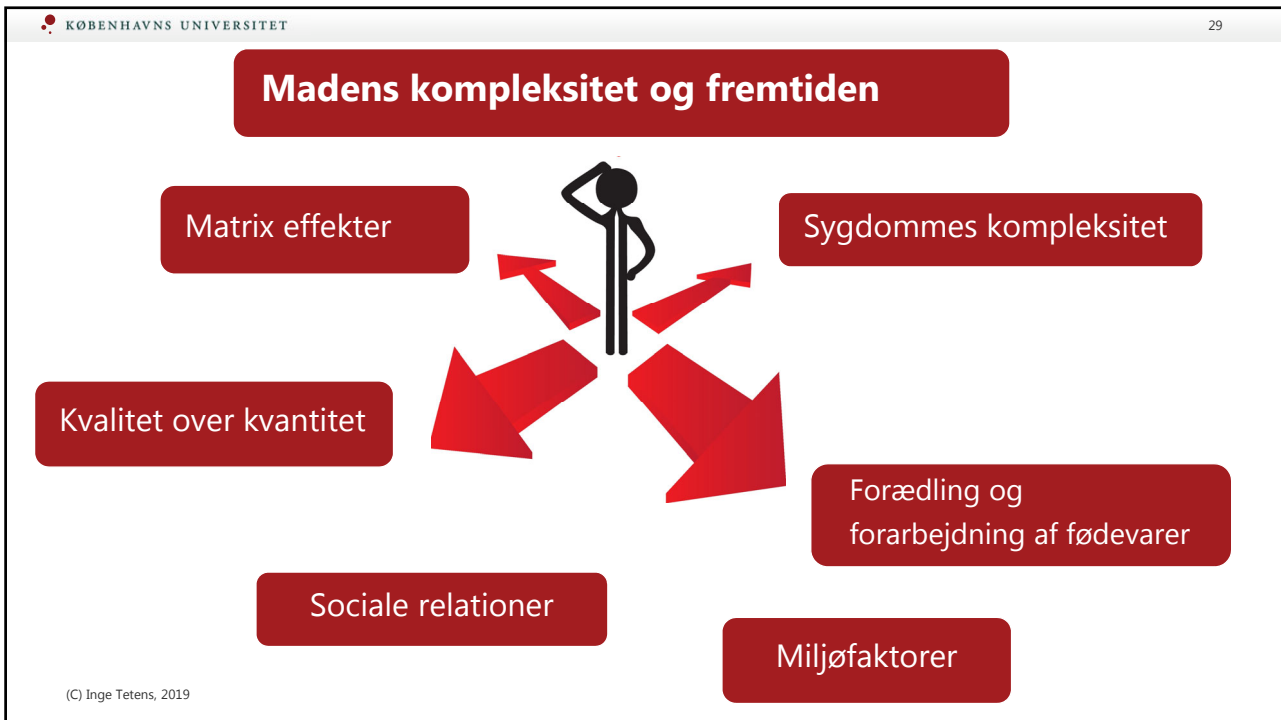 KØBENHAVNS UNIVERSITET
29
Madens kompleksitet og fremtiden
Matrix effekter
Sygdommes kompleksitet
Kvalitet over kvantitet
Forædling og
forarbejdning af fødevarer
Sociale relationer
Miljøfaktorer
(C) Inge Tetens, 2019